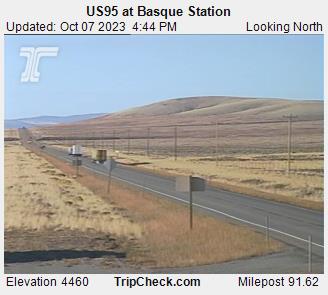 US95 at Basque Station
Updated: Oct 07 2023 4:44 PM Looking North
Elevation 4460 TripCheck.com Milepost 91.62